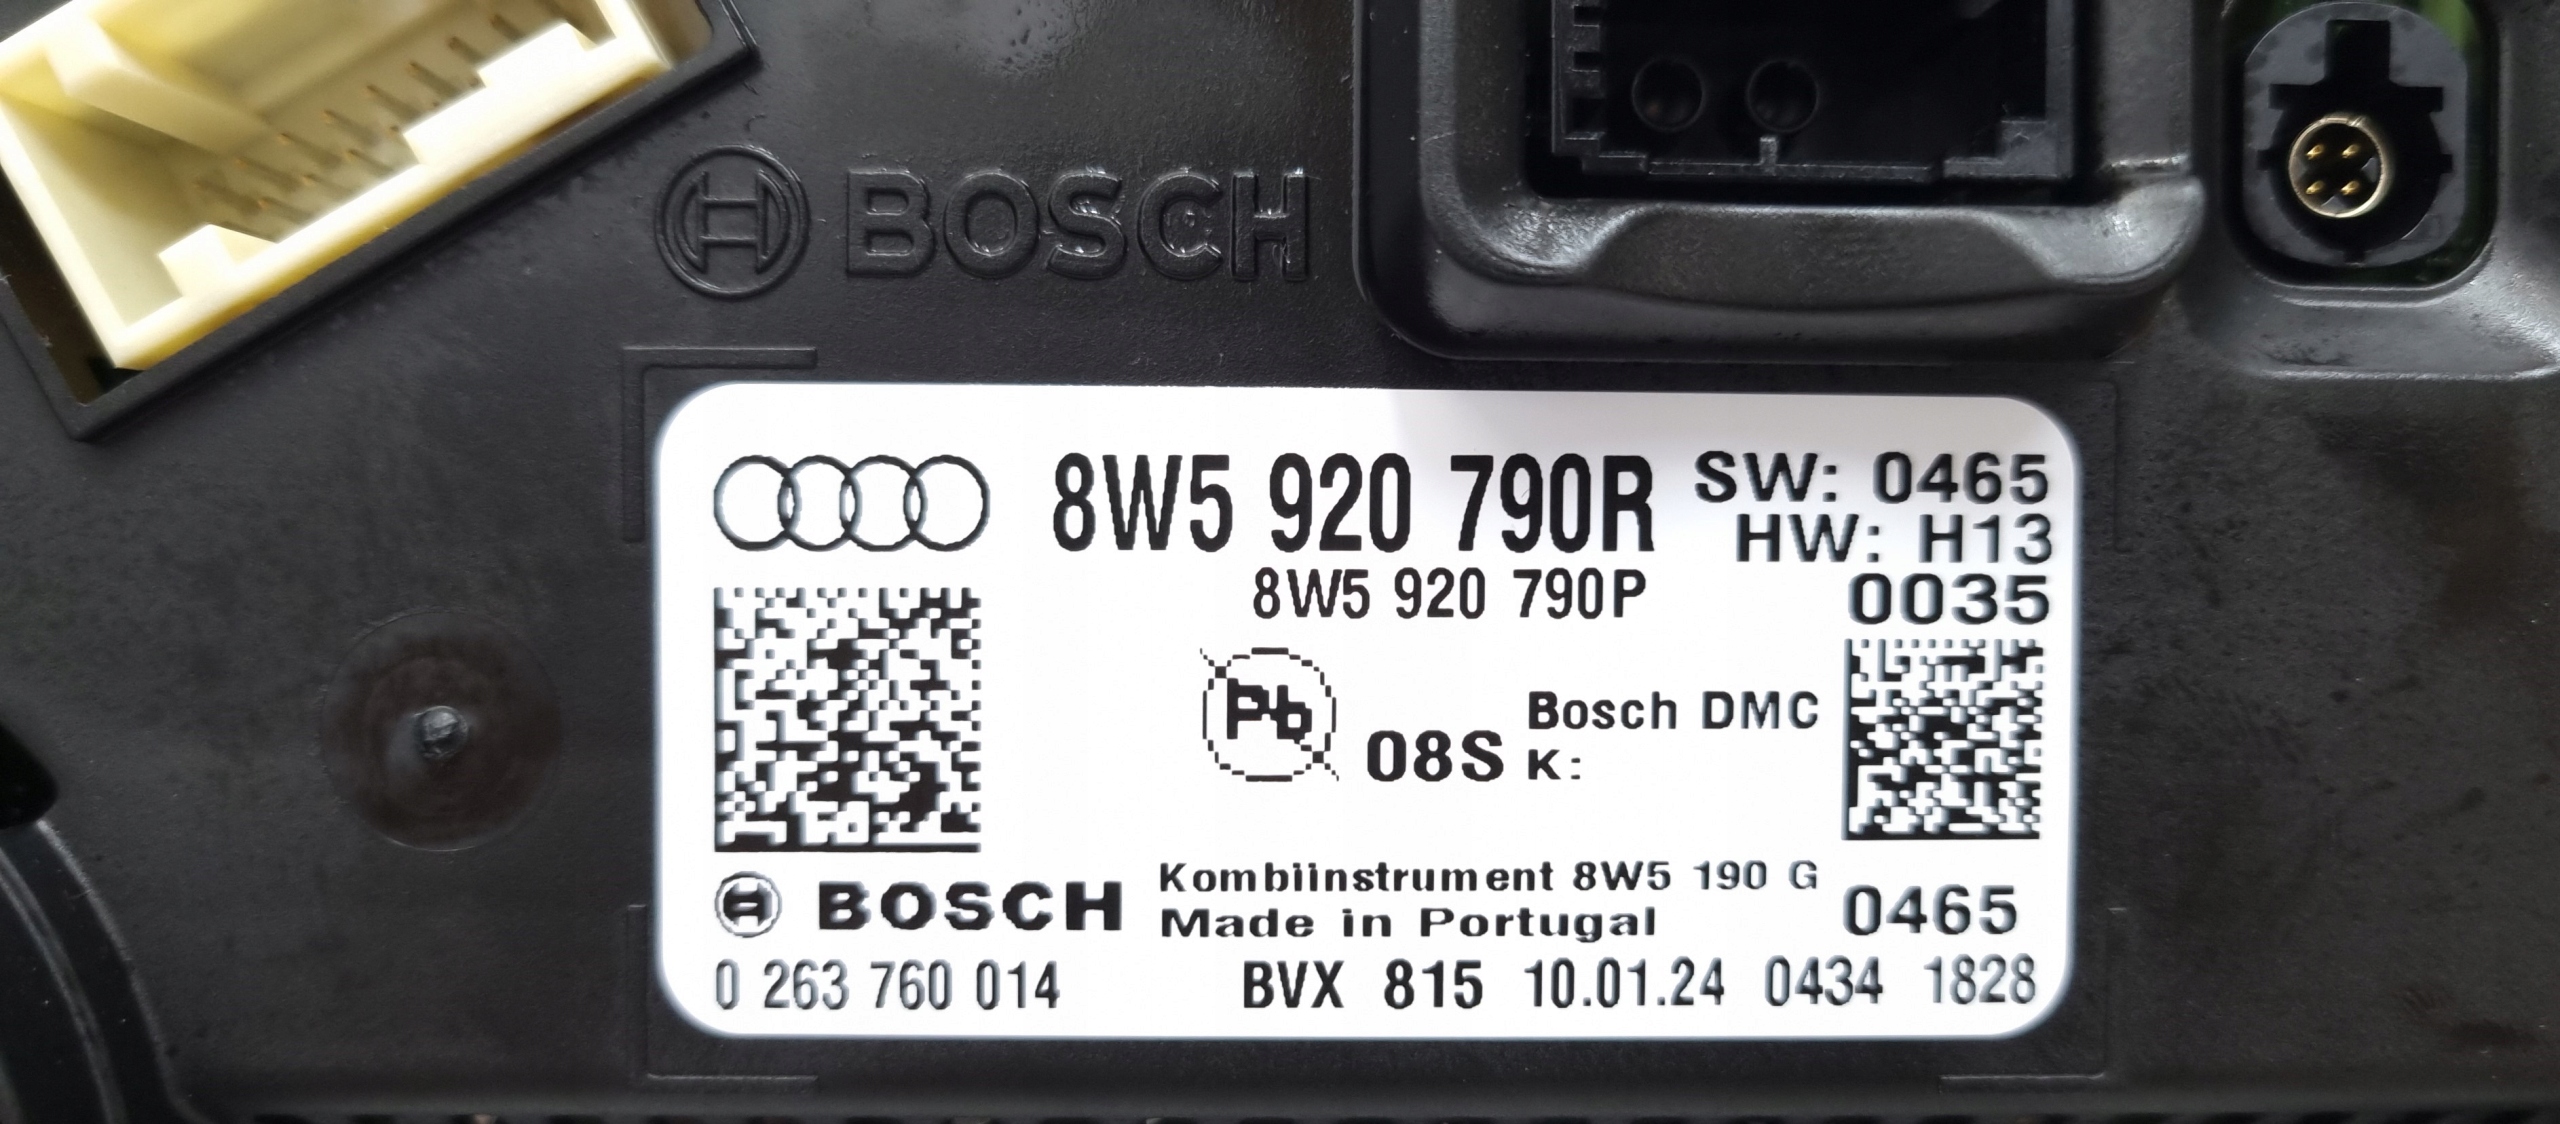 BOSCH
8W5 920 790R
SW: 0465
HW: H13
8W5 920 790P
0035
Pb
08S
Bosch DMC
K:
BOSCH
Kombiinstrument 8W5 190 G
Made in Portugal
0465
0 263 760 014
BVX 815 10.01.24 0434 1828